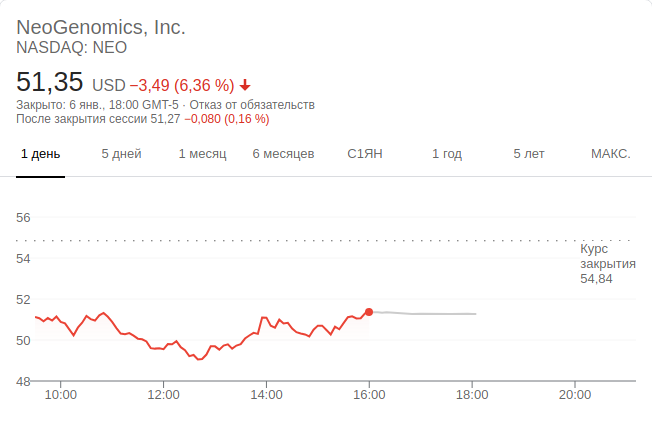 NeoGenomics, Inc.
NASDAQ: NEO
51,35 USD −3,49 (6,36 %)
Закрыто: 6 янв., 18:00 GMT-5 · Отказ от обязательств
После закрытия сессии 51,27 −0,080 (0,16 %)
1 день 5 дней 1 месяц 6 месяцев С1ЯН 1 год 5 лет МАКС.
56
54
52
50
48
Курс
закрытия
54,84
10:00 12:00 14:00 16:00 18:00 20:00